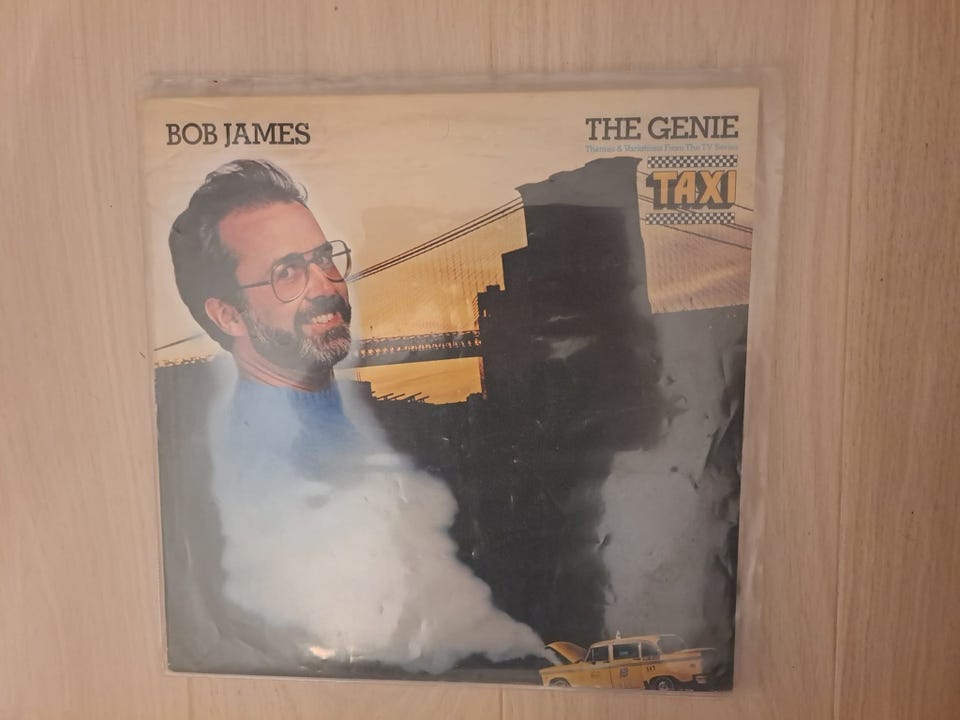 BOB JAMES
THE GENIE
Themes & Variations From The TV Series
TAXI